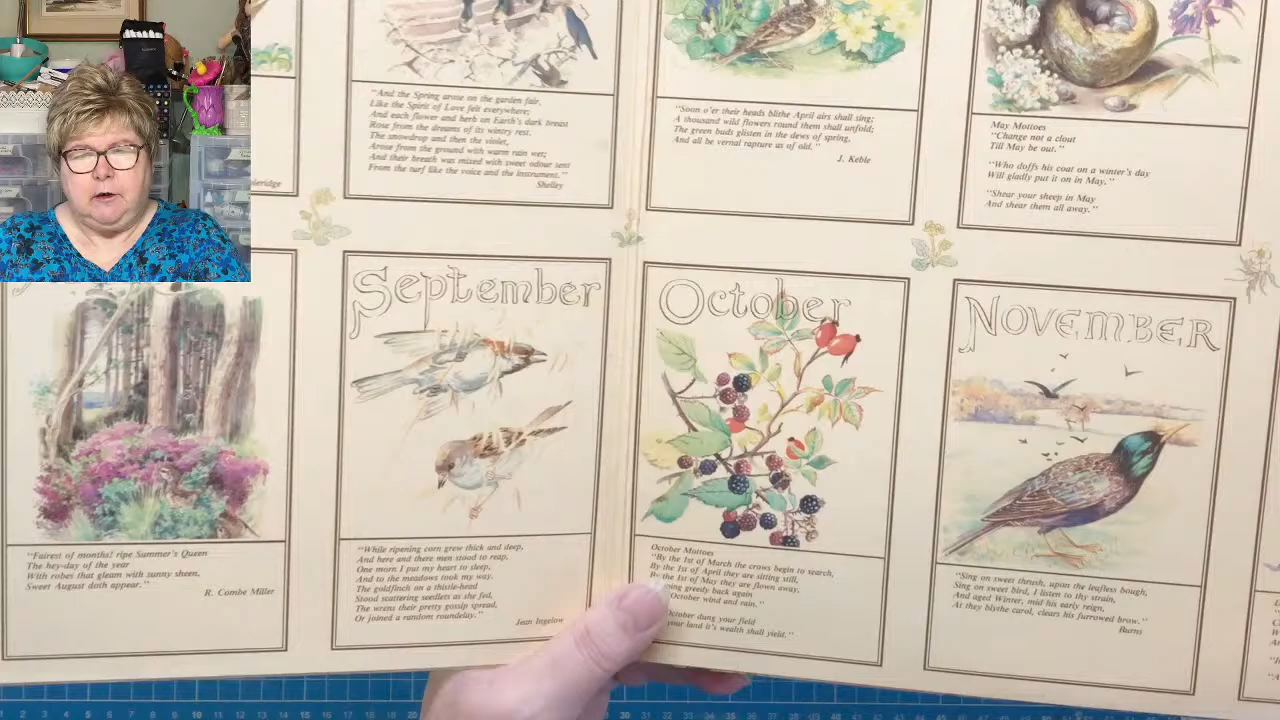 "And the Spring arose on the garden fair,
Like the Spirit of Love felt everywhere;
And each flower and herb on Earth's dark breast
Rose from the dreams of its wintry rest.
The snowdrop and then the violet,
Arose from the ground with warm rain wet;
And their breath was mixed with sweet odour sent
From the turf like the voice and the instrument."
Shelley
"Soon o'er their heads blithe April airs shall sing;
A thousand wild flowers round them shall unfold;
The green buds glisten in the dews of spring,
And all be vernal rapture as of old."
J. Keble
May Mottoes
"Change not a clout
Till May be out."
"Who doffs his coat on a winter's day
Will gladly put it on in May."
"Shear your sheep in May
And shear them all away."
"Fairest of months! ripe Summer's Queen
The hey-day of the year
With robes that gleam with sunny sheen,
Sweet August doth appear."
R. Combe Miller
September
"While ripening corn grew thick and deep,
And here and there men stood to reap,
One morn I put my heart to sleep,
And to the meadows took my way.
The goldfinch on a thistle-head
Stood scattering seedlets as she fed,
The wrens their pretty gossip spread,
Or joined a random roundelay."
Jean Ingelow
October
October Mottoes
"By the 1st of March the crows begin to search,
By the 1st of April they are sitting still,
By the 1st of May they are flown away,
greedy back again
October wind and rain."
October dung your field
your land it's wealth shall yield."
November
"Sing on sweet thrush, upon the leafless bough,
Sing on sweet bird, I listen to thy strain,
And aged Winter, mid his early reign,
At they blythe carol, clears his furrowed brow."
Burns